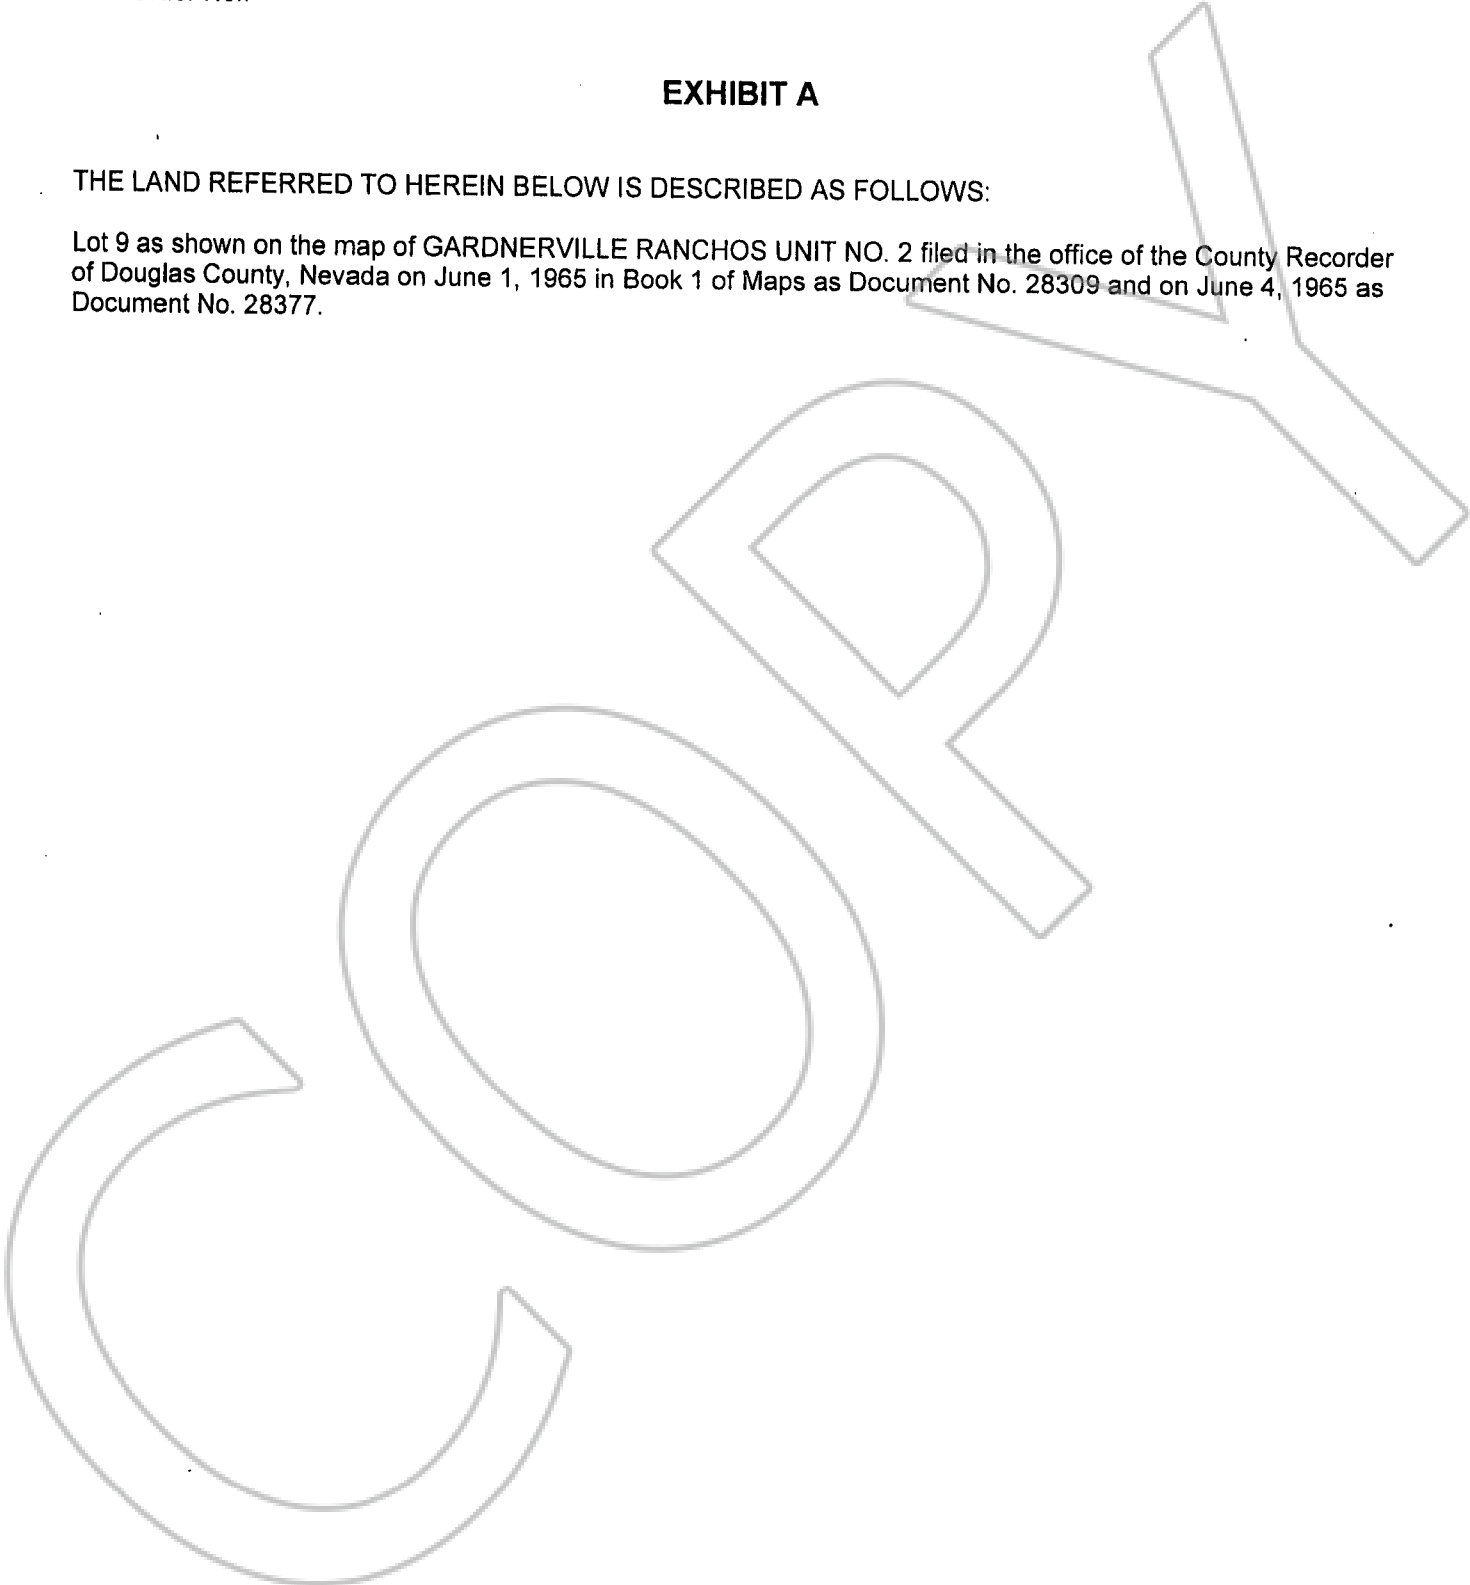 EXHIBIT A
THE LAND REFERRED TO HEREIN BELOW IS DESCRIBED AS FOLLOWS:
Lot 9 as shown on the map of GARDNERVILLE RANCHOS UNIT NO. 2 filed in the office of the County Recorder
of Douglas County, Nevada on June 1, 1965 in Book 1 of Maps as Document No. 28309 and on June 4, 1965 as
Document No. 28377.
COPY